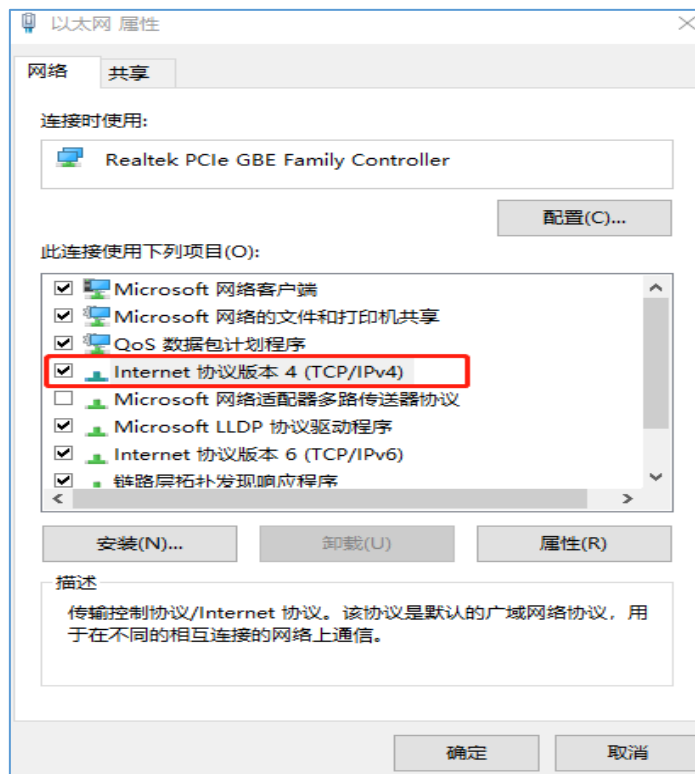 以太网 属性
网络
共享
连接时使用:
Realtek PCIe GBE Family Controller
配置(C)...
此连接使用下列项目(O):
Microsoft 网络客户端
Microsoft 网络的文件和打印机共享
QoS 数据包计划程序
Internet 协议版本 4 (TCP/IPv4)
Microsoft 网络适配器多路传送器协议
Microsoft LLDP 协议驱动程序
Internet 协议版本 6 (TCP/IPv6)
链路层拓扑发现响应程序
安装(N)...
卸载(U)
属性(R)
描述
传输控制协议/Internet 协议。该协议是默认的广域网络协议，用
于在不同的相互连接的网络上通信。
确定
取消